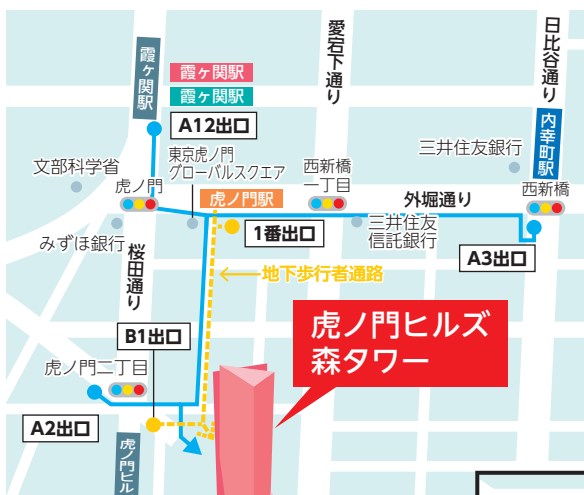 霞ヶ関駅
霞ヶ関駅
霞ヶ関駅
A12出口
愛宕下通り
日比谷通り
内幸町駅
三井住友銀行
文部科学省
虎ノ門
東京虎ノ門
グローバルスクエア
虎ノ門駅
西新橋
一丁目
外堀通り
西新橋
みずほ銀行
1番出口
三井住友
信託銀行
A3出口
桜田通り
地下歩行者通路
B1出口
虎ノ門ヒルズ
森タワー
虎ノ門二丁目
A2出口
虎ノ門ヒル